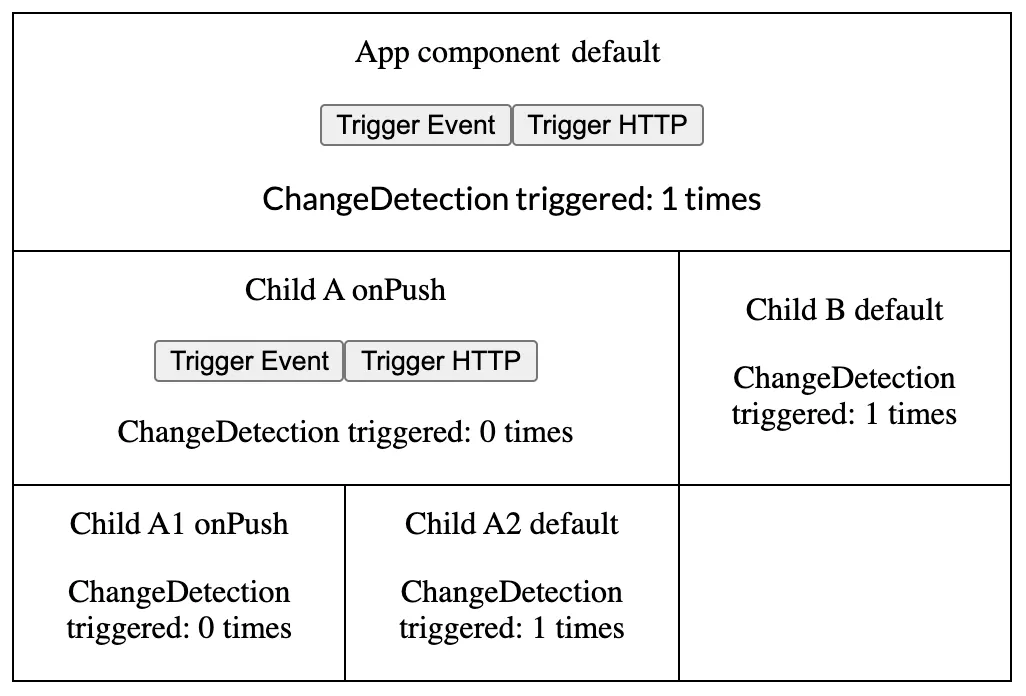 App component default
Trigger Event Trigger HTTP
ChangeDetection triggered: 1 times
Child A onPush
Trigger Event Trigger HTTP
ChangeDetection triggered: 0 times
Child B default
ChangeDetection
triggered: 1 times
Child A1 onPush
ChangeDetection
triggered: 0 times
Child A2 default
ChangeDetection
triggered: 1 times